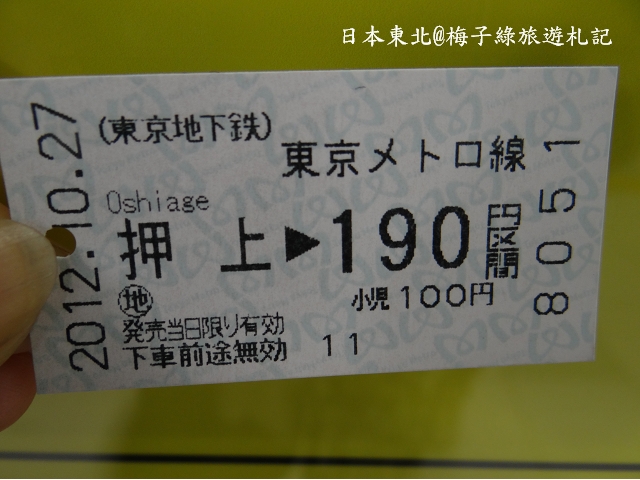 日本東北@梅子綠旅遊札記
2012.10.27
(東京地下鉄)
東京メトロ線
Oshiage
押上▶190円区間
地
小児100円
発売当日限り有効
下車前途無効 11
8051